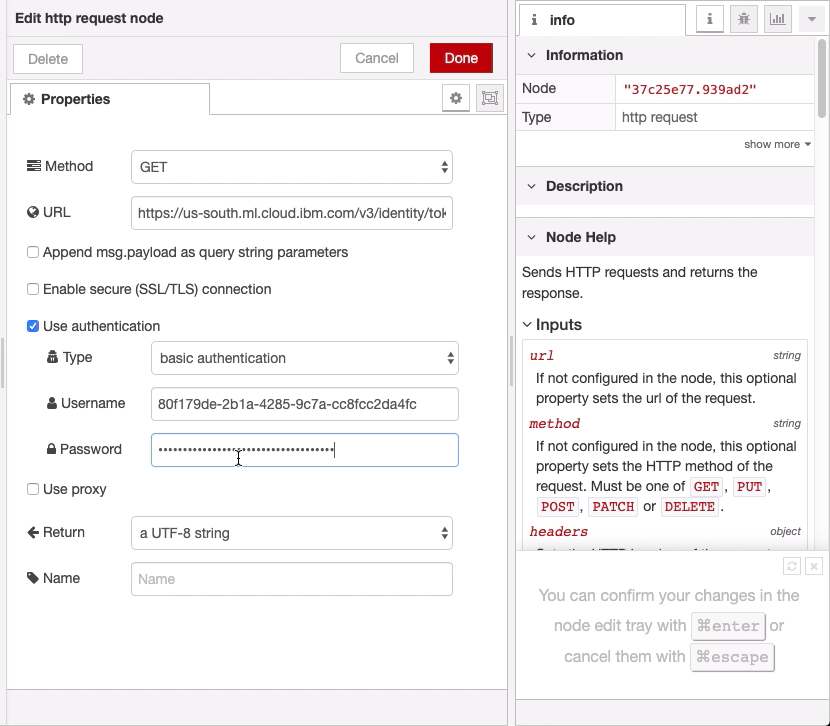 Edit http request node
Delete
Cancel
Done
Properties
Method
GET
URL
https://us-south.ml.cloud.ibm.com/v3/identity/tok
Append msg.payload as query string parameters
Enable secure (SSL/TLS) connection
Use authentication
Type
basic authentication
Username
80f179de-2b1a-4285-9c7a-cc8fcc2da4fc
Password
••••••••••••••••••••••••••••••••••••
Use proxy
Return
a UTF-8 string
Name
Name
info
Information
Node
"37c25e77.939ad2"
Type
http request
show more
Description
Node Help
Sends HTTP requests and returns the
response.
Inputs
url
string
If not configured in the node, this optional
property sets the url of the request.
method
string
If not configured in the node, this optional
property sets the HTTP method of the
request. Must be one of GET, PUT,
POST, PATCH or DELETE.
headers
object
You can confirm your changes in the
node edit tray with ⌘enter or
cancel them with ⌘escape